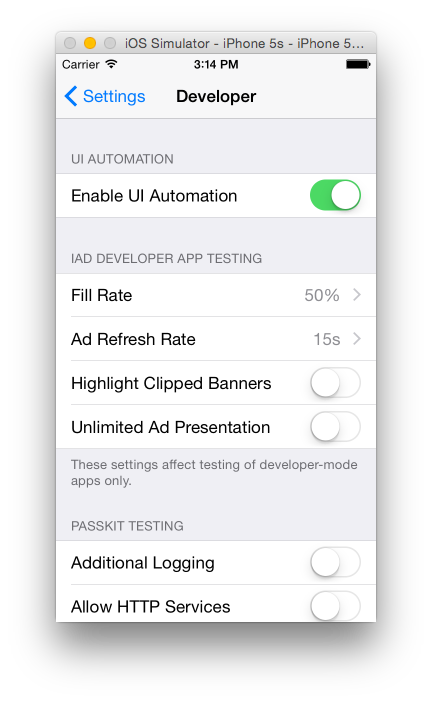 iOS Simulator - iPhone 5s - iPhone 5...
Carrier 3:14 PM
Settings Developer
UI AUTOMATION
Enable UI Automation
IAD DEVELOPER APP TESTING
Fill Rate 50%
Ad Refresh Rate 15s
Highlight Clipped Banners
Unlimited Ad Presentation
These settings affect testing of developer-mode
apps only.
PASSKIT TESTING
Additional Logging
Allow HTTP Services